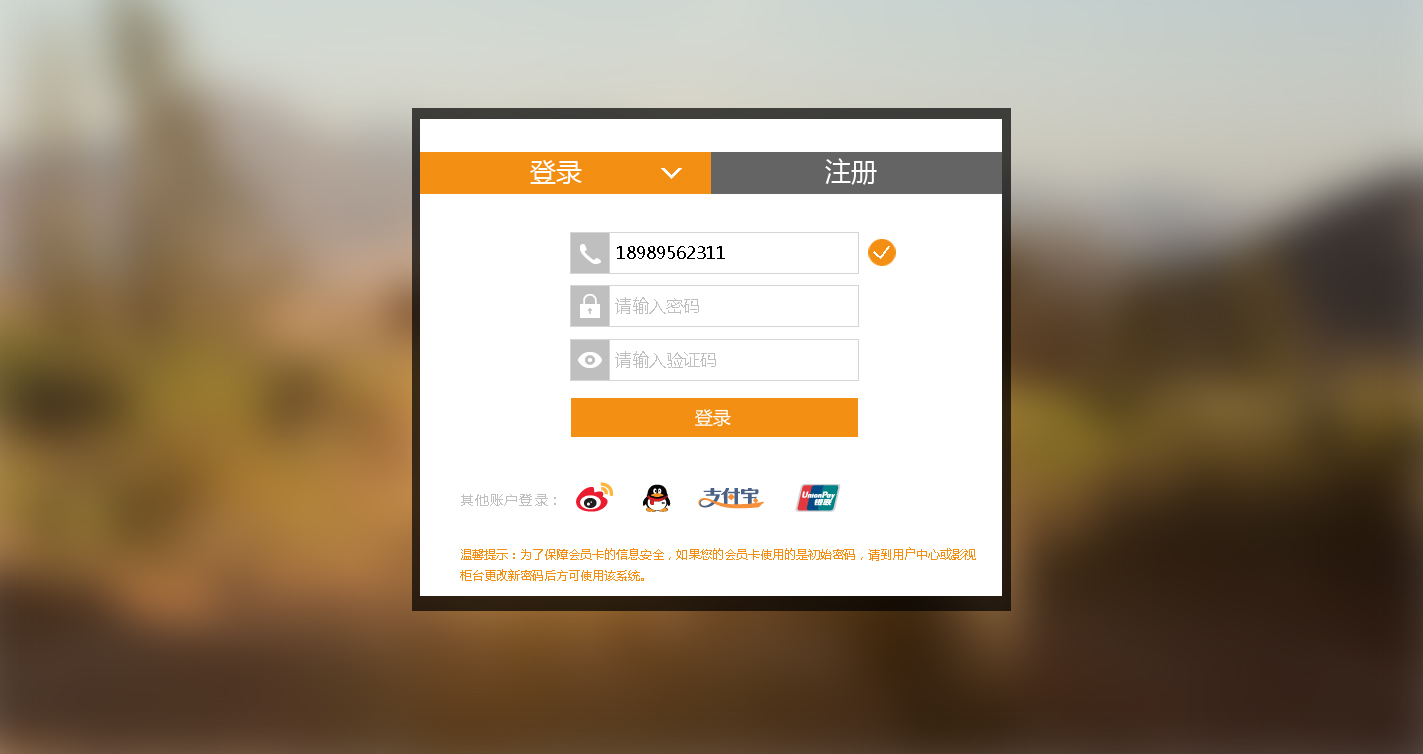 登录
注册
18989562311
请输入密码
请输入验证码
登录
其他账户登录：
支付宝
UnionPay
银联
温馨提示：为了保障会员卡的信息安全，如果您的会员卡使用的是初始密码，请到用户中心或影视
柜台更改新密码后方可使用该系统。